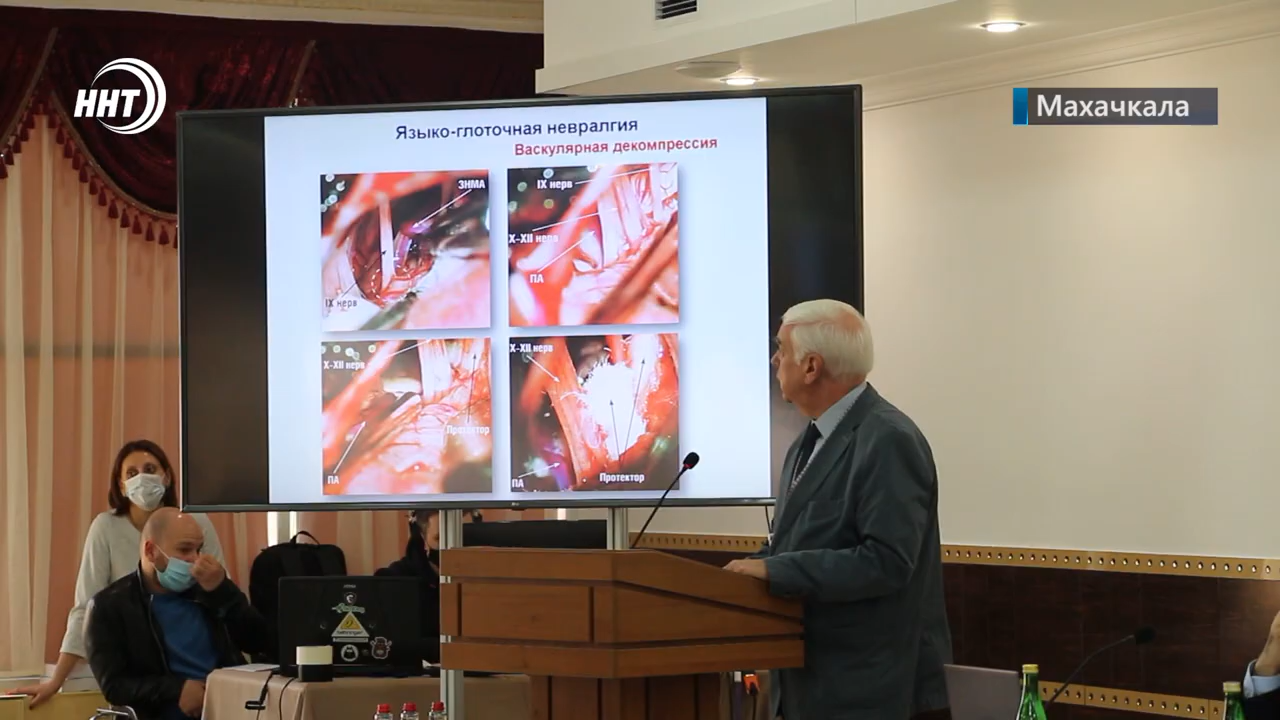 ННТ
Махачкала
Языко-глоточная невралгия
Васкулярная декомпрессия
ЗНМА
IX нерв
IX нерв
X-XII нерв
ПА
X-XII нерв
Протектор
ПА
X-XII нерв
ПА
Протектор
behringer